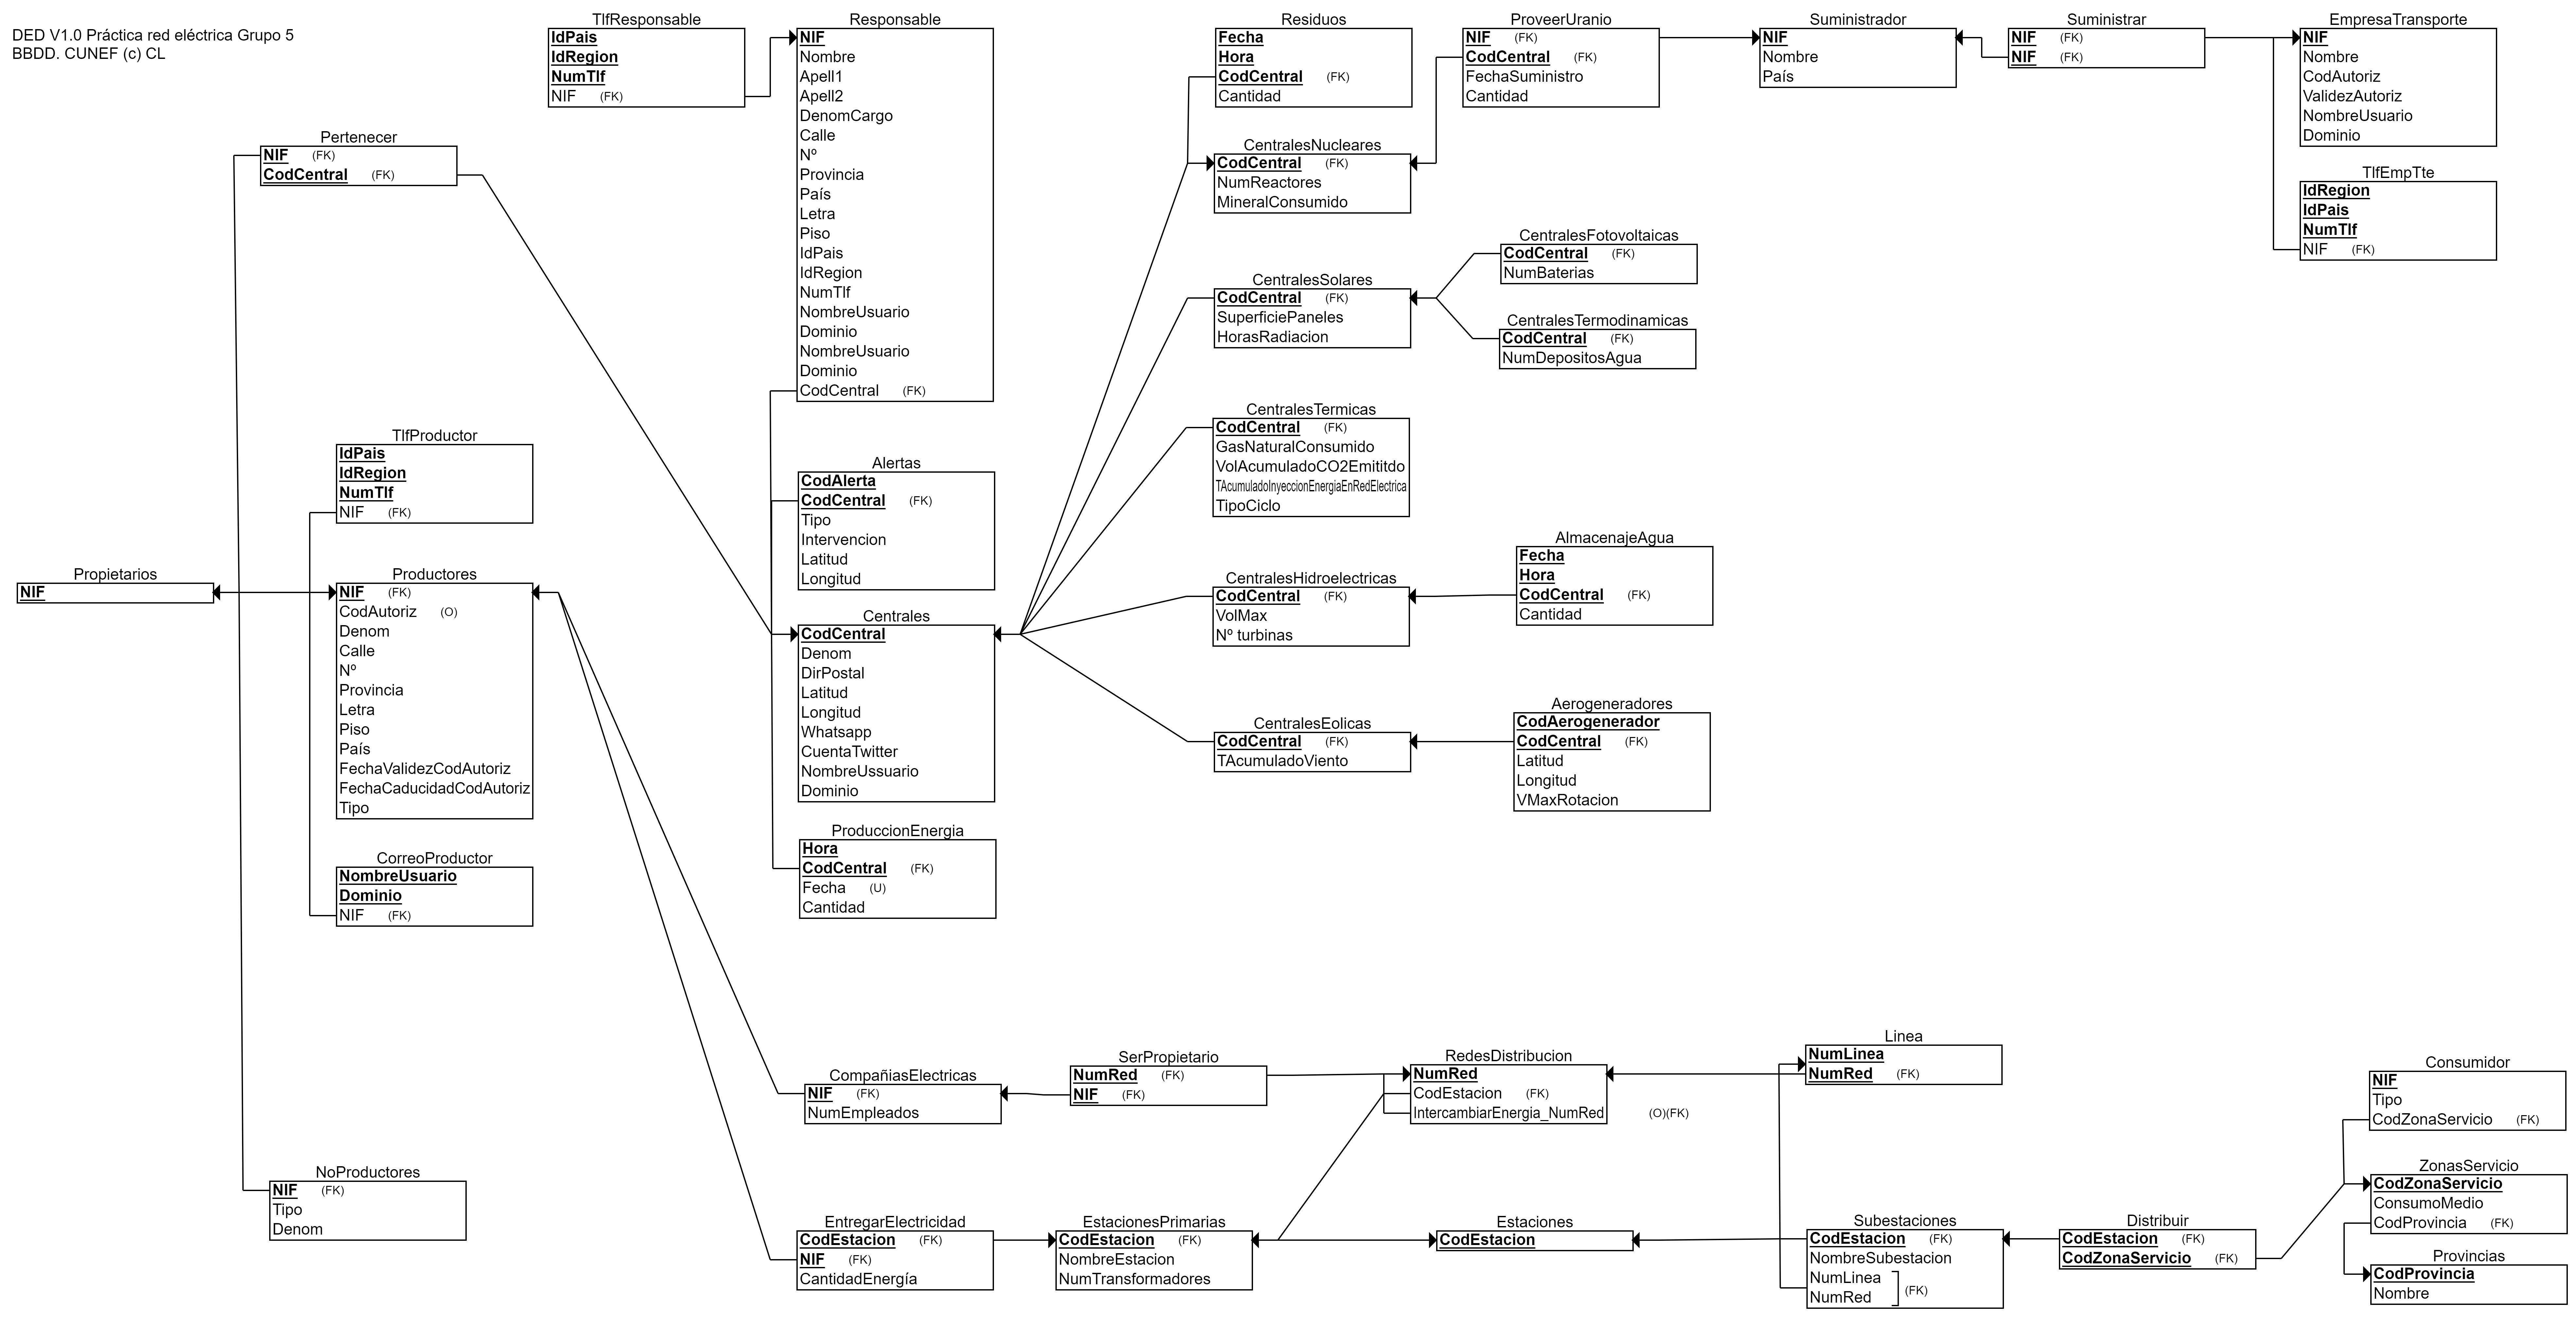 DED V1.0 Práctica red eléctrica Grupo 5
BBDD. CUNEF (c) CL
TlfResponsable
IdPais
IdRegion
NumTlf
NIF (FK)
Responsable
NIF
Nombre
Apell1
Apell2
DenomCargo
Calle
Nº
Provincia
País
Letra
Piso
IdPais
IdRegion
NumTlf
NombreUsuario
Dominio
NombreUsuario
Dominio
CodCentral (FK)
Residuos
Fecha
Hora
CodCentral (FK)
Cantidad
ProveerUranio
NIF (FK)
CodCentral (FK)
FechaSuministro
Cantidad
Suministrador
NIF
Nombre
País
Suministrar
NIF (FK)
NIF (FK)
EmpresaTransporte
NIF
Nombre
CodAutoriz
ValidezAutoriz
NombreUsuario
Dominio
TlfEmpTte
IdRegion
IdPais
NumTlf
NIF (FK)
Pertenecer
NIF (FK)
CodCentral (FK)
CentralesNucleares
CodCentral (FK)
NumReactores
MineralConsumido
CentralesFotovoltaicas
CodCentral (FK)
NumBaterias
CentralesSolares
CodCentral (FK)
SuperficiePaneles
HorasRadiacion
CentralesTermodinamicas
CodCentral (FK)
NumDepositosAgua
CentralesTermicas
CodCentral (FK)
GasNaturalConsumido
VolAcumuladoCO2Emititdo
TAcumuladoInyeccionEnergiaEnRedElectrica
TipoCiclo
TlfProductor
IdPais
IdRegion
NumTlf
NIF (FK)
Alertas
CodAlerta
CodCentral (FK)
Tipo
Intervencion
Latitud
Longitud
AlmacenajeAgua
Fecha
Hora
CodCentral (FK)
Cantidad
Propietarios
NIF
Productores
NIF (FK)
CodAutoriz (O)
Denom
Calle
Nº
Provincia
Letra
Piso
País
FechaValidezCodAutoriz
FechaCaducidadCodAutoriz
Tipo
CentralesHidroelectricas
CodCentral (FK)
VolMax
Nº turbinas
Centrales
CodCentral
Denom
DirPostal
Latitud
Longitud
Whatsapp
CuentaTwitter
NombreUssuario
Dominio
CentralesEolicas
CodCentral (FK)
TAcumuladoViento
Aerogeneradores
CodAerogenerador
CodCentral (FK)
Latitud
Longitud
VMaxRotacion
ProduccionEnergia
Hora
CodCentral (FK)
Fecha (U)
Cantidad
CorreoProductor
NombreUsuario
Dominio
NIF (FK)
CompañiasElectricas
NIF (FK)
NumEmpleados
SerPropietario
NumRed (FK)
NIF (FK)
RedesDistribucion
NumRed
CodEstacion (FK)
IntercambiarEnergia_NumRed (O)(FK)
Linea
NumLinea
NumRed (FK)
Consumidor
NIF
Tipo
CodZonaServicio (FK)
NoProductores
NIF (FK)
Tipo
Denom
EntregarElectricidad
CodEstacion (FK)
NIF (FK)
CantidadEnergía
EstacionesPrimarias
CodEstacion (FK)
NombreEstacion
NumTransformadores
Estaciones
CodEstacion
Subestaciones
CodEstacion (FK)
NombreSubestacion
NumLinea
NumRed (FK)
Distribuir
CodEstacion (FK)
CodZonaServicio (FK)
ZonasServicio
CodZonaServicio
ConsumoMedio
CodProvincia (FK)
Provincias
CodProvincia
Nombre